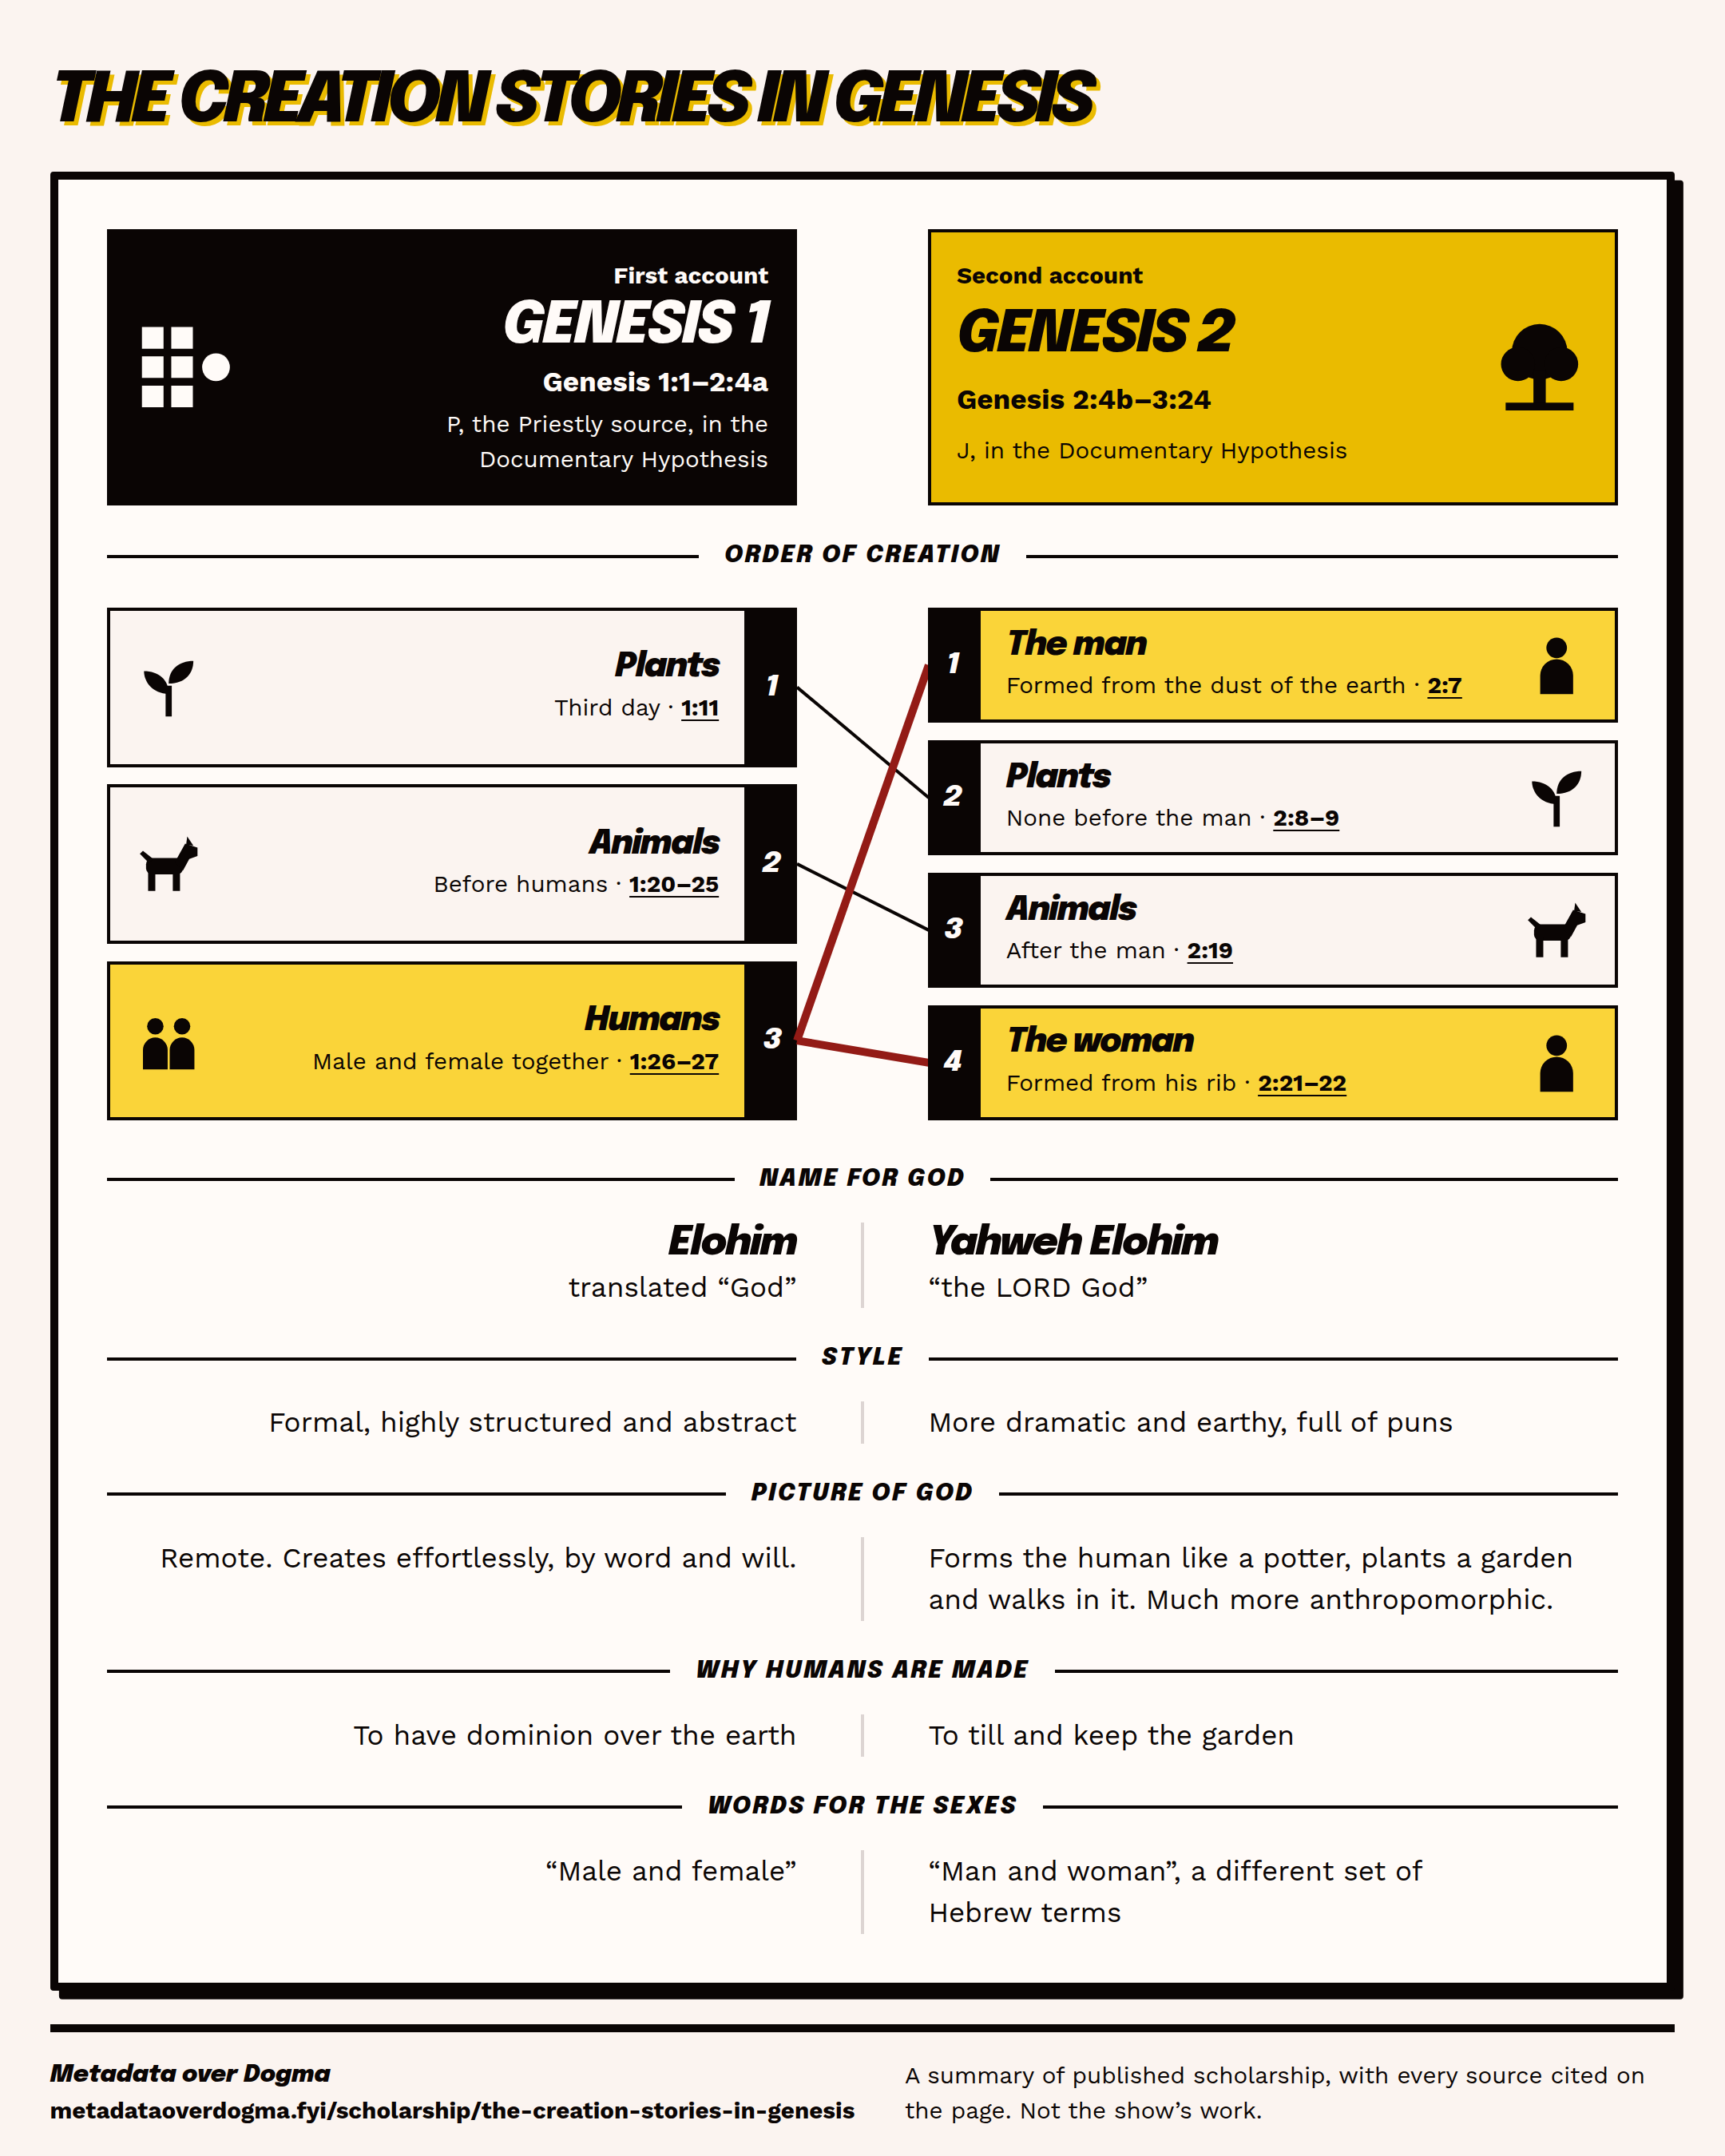 THE CREATION STORIES IN GENESIS
First account
GENESIS 1
Genesis 1:1–2:4a
P, the Priestly source, in the
Documentary Hypothesis
Second account
GENESIS 2
Genesis 2:4b–3:24
J, in the Documentary Hypothesis
ORDER OF CREATION
Plants
Third day · 1:11
1
Animals
Before humans · 1:20–25
2
Humans
Male and female together · 1:26–27
3
1
The man
Formed from the dust of the earth · 2:7
2
Plants
None before the man · 2:8–9
3
Animals
After the man · 2:19
4
The woman
Formed from his rib · 2:21–22
NAME FOR GOD
Elohim
translated “God”
Yahweh Elohim
“the LORD God”
STYLE
Formal, highly structured and abstract
More dramatic and earthy, full of puns
PICTURE OF GOD
Remote. Creates effortlessly, by word and will.
Forms the human like a potter, plants a garden
and walks in it. Much more anthropomorphic.
WHY HUMANS ARE MADE
To have dominion over the earth
To till and keep the garden
WORDS FOR THE SEXES
“Male and female”
“Man and woman”, a different set of
Hebrew terms
Metadata over Dogma
metadataoverdogma.fyi/scholarship/the-creation-stories-in-genesis
A summary of published scholarship, with every source cited on
the page. Not the show’s work.